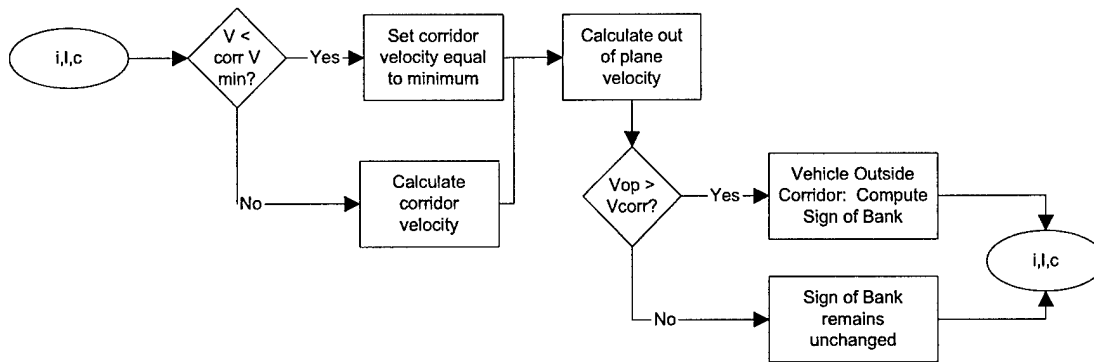 i,l,c
V <
corr V
min?
Yes
Set corridor
velocity equal
to minimum
Calculate out
of plane
velocity
No
Calculate
corridor
velocity
Vop >
Vcorr?
Yes
Vehicle Outside
Corridor: Compute
Sign of Bank
i,l,c
No
Sign of Bank
remains
unchanged